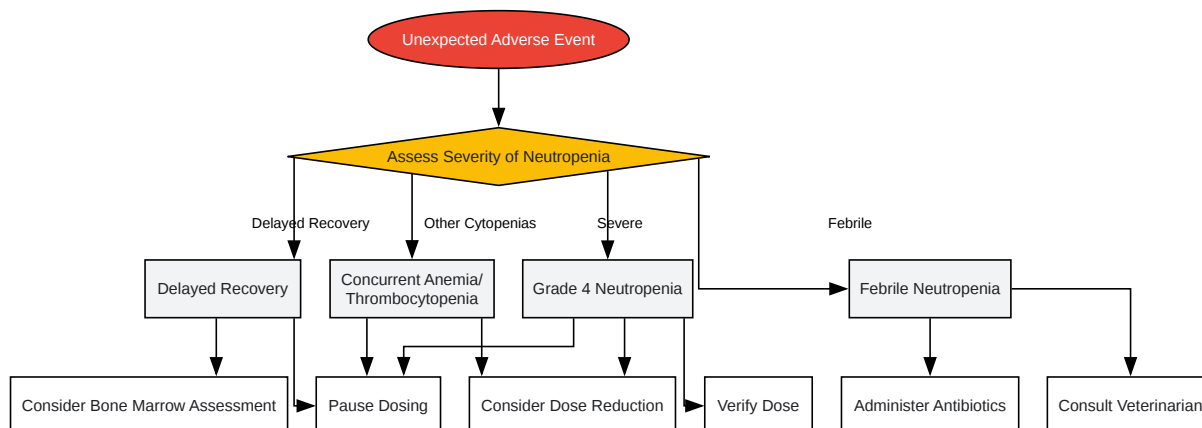 Unexpected Adverse Event
Assess Severity of Neutropenia
Delayed Recovery
Other Cytopenias
Severe
Febrile
Delayed Recovery
Concurrent Anemia/
Thrombocytopenia
Grade 4 Neutropenia
Febrile Neutropenia
Consider Bone Marrow Assessment
Pause Dosing
Consider Dose Reduction
Verify Dose
Administer Antibiotics
Consult Veterinarian